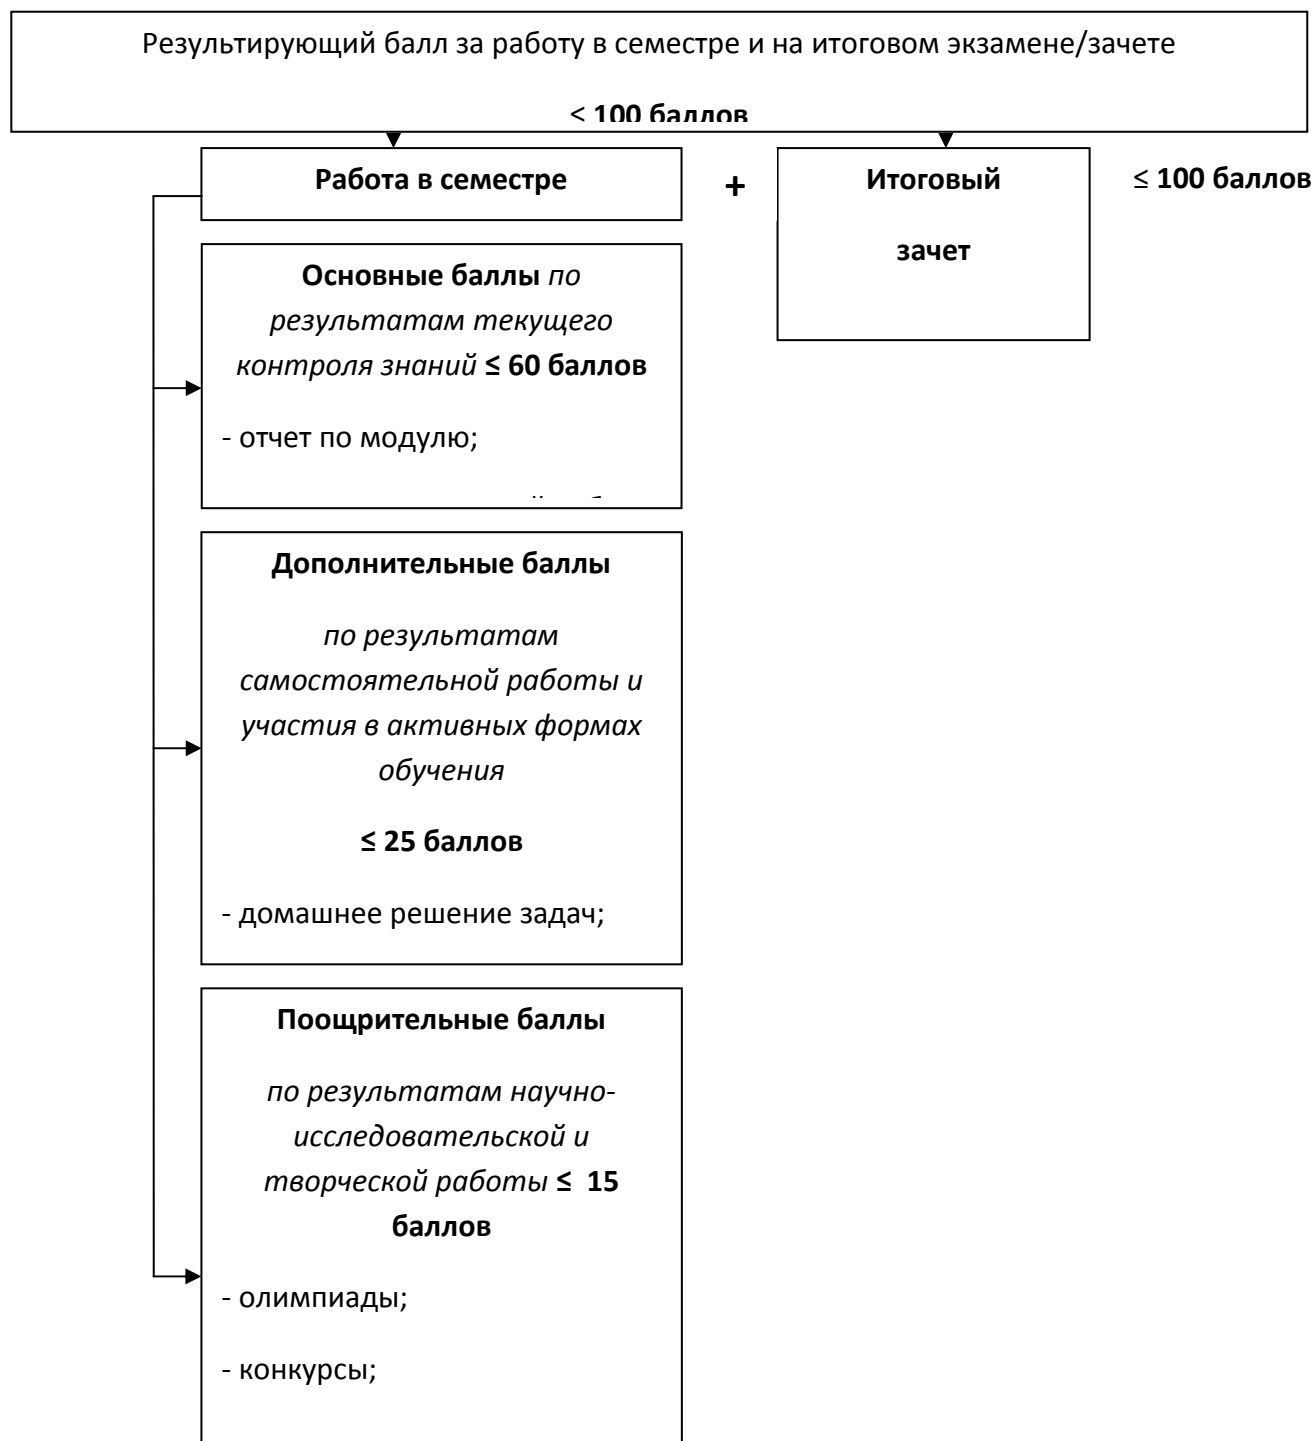 Результирующий балл за работу в семестре и на итоговом экзамене/зачете
< 100 баллов
Работа в семестре
+
Итоговый
зачет
≤ 100 баллов
Основные баллы по
результатам текущего
контроля знаний ≤ 60 баллов
- отчет по модулю;
Дополнительные баллы
по результатам
самостоятельной работы и
участия в активных формах
обучения
≤ 25 баллов
- домашнее решение задач;
Поощрительные баллы
по результатам научно-
исследовательской и
творческой работы ≤ 15
баллов
- олимпиады;
- конкурсы;